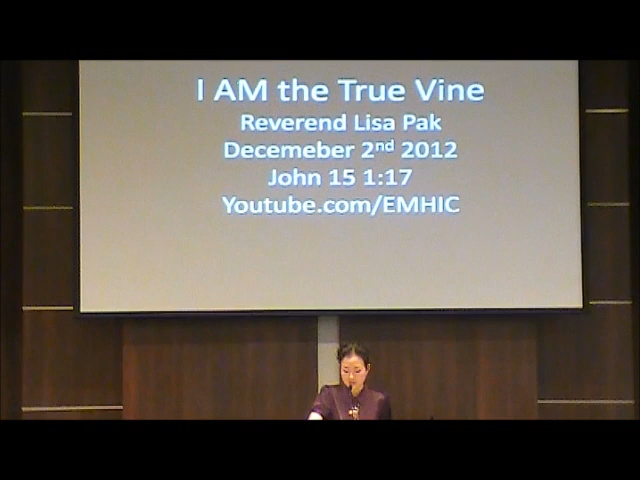 I AM the True Vine
Reverend Lisa Pak
Decemeber 2nd 2012
John 15 1:17
Youtube.com/EMHIC